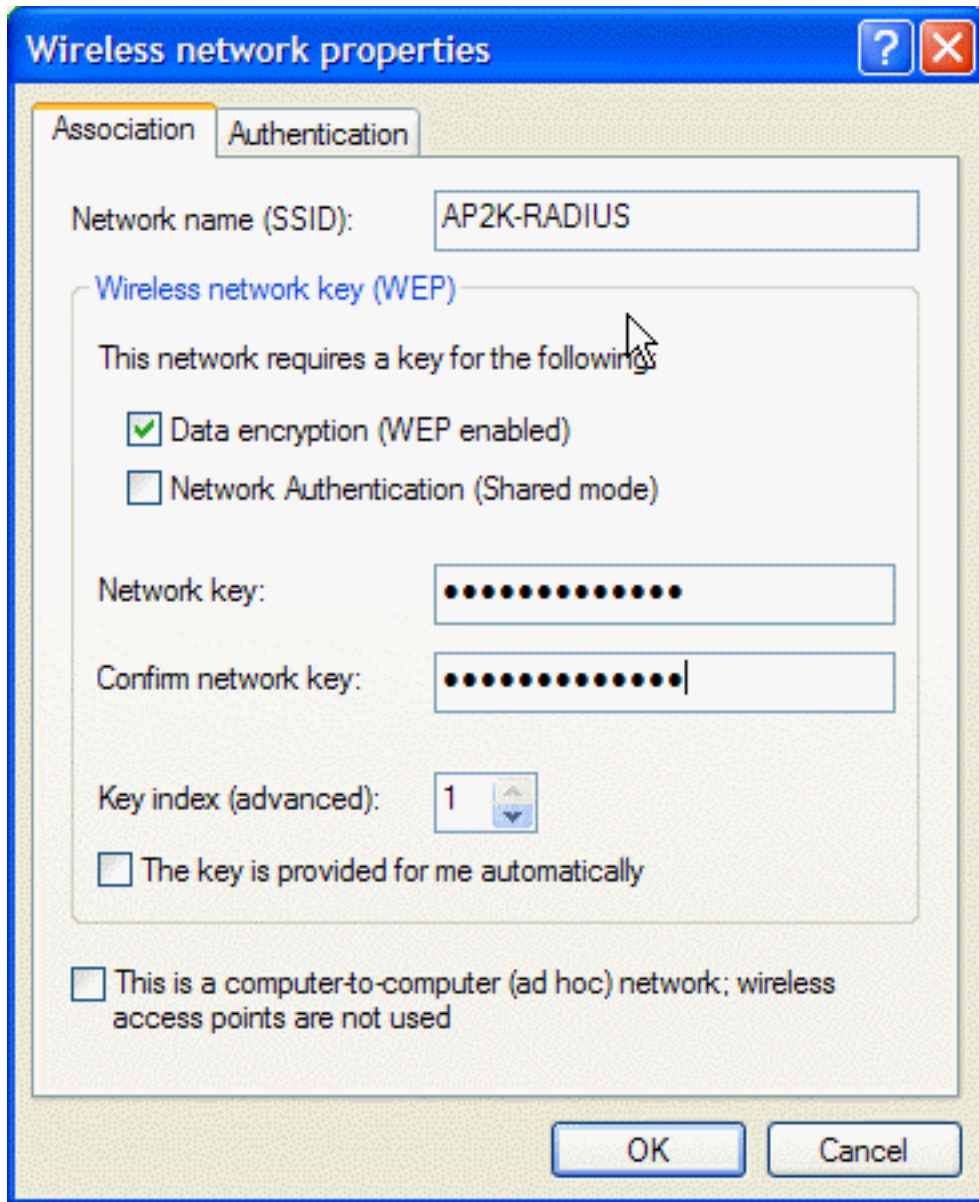 Wireless network properties
Association
Authentication
Network name (SSID):
AP2K-RADIUS
Wireless network key (WEP)
This network requires a key for the following:
Data encryption (WEP enabled)
Network Authentication (Shared mode)
Network key:
•••••••••••••
Confirm network key:
•••••••••••••
Key index (advanced):
1
The key is provided for me automatically
This is a computer-to-computer (ad hoc) network; wireless
access points are not used
OK
Cancel